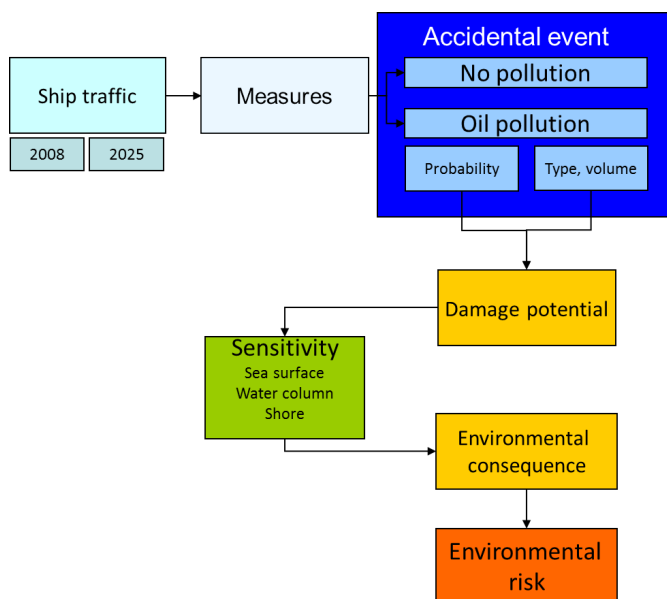 Accidental event
Ship traffic
Measures
No pollution
Oil pollution
2008
2025
Probability
Type, volume
Damage potential
Sensitivity
Sea surface
Water column
Shore
Environmental
consequence
Environmental
risk